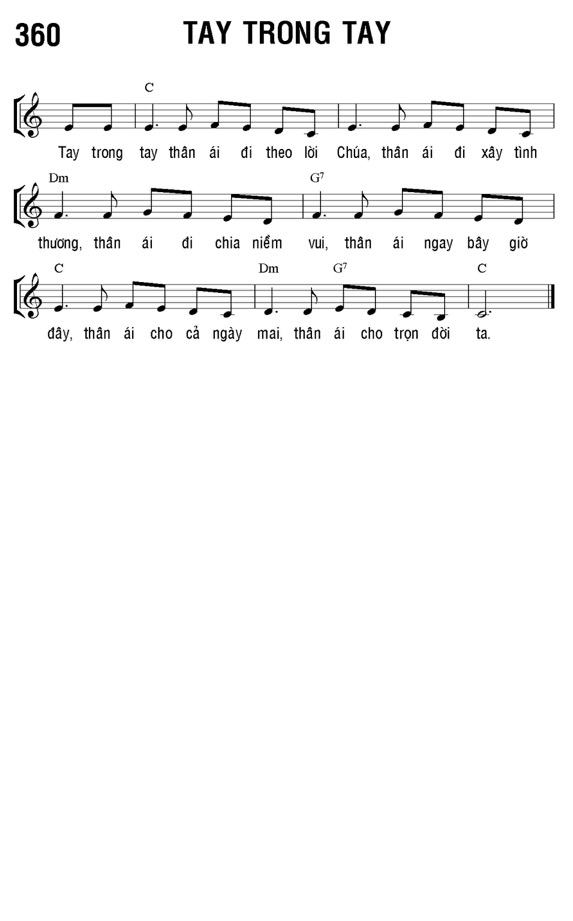 360
TAY TRONG TAY
C
Tay trong tay thân ái đi theo lời Chúa, thân ái đi xây tình
Dm G7
thương, thân ái đi chia niềm vui, thân ái ngay bây giờ
C Dm G7 C
đây, thân ái cho cả ngày mai, thân ái cho trọn đời ta.